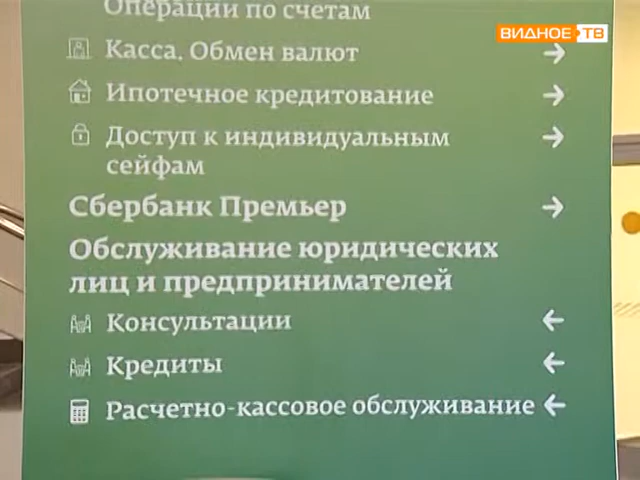 Операции по счетам
ВИДНОЕ ТВ
Касса. Обмен валют
Ипотечное кредитование
Доступ к индивидуальным
сейфам
Сбербанк Премьер
Обслуживание юридических
лиц и предпринимателей
Консультации
Кредиты
Расчетно-кассовое обслуживание